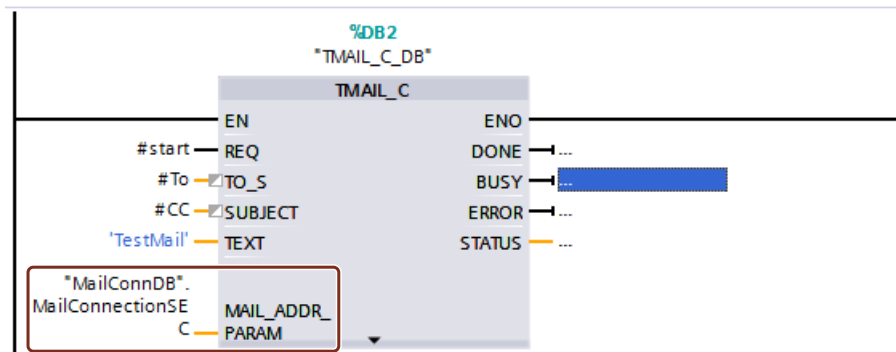 %DB2
"TMAIL_C_DB"
TMAIL_C
EN ENO
#start REQ DONE ...
#To TO_S BUSY ...
#CC SUBJECT ERROR ...
'TestMail' TEXT STATUS ...
"MailConnDB".
MailConnectionSE
C
MAIL_ADDR_
PARAM